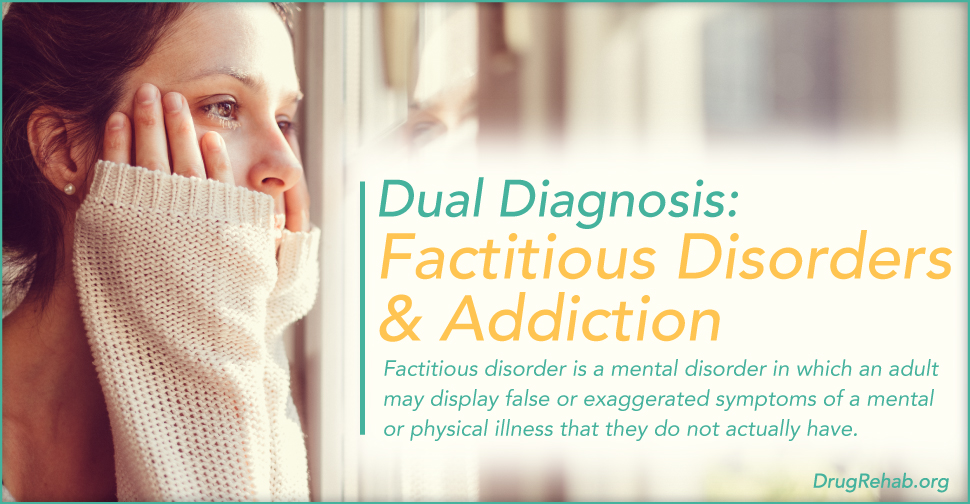 Dual Diagnosis:
Factitious Disorders
& Addiction
Factitious disorder is a mental disorder in which an adult
may display false or exaggerated symptoms of a mental
or physical illness that they do not actually have.
DrugRehab.org